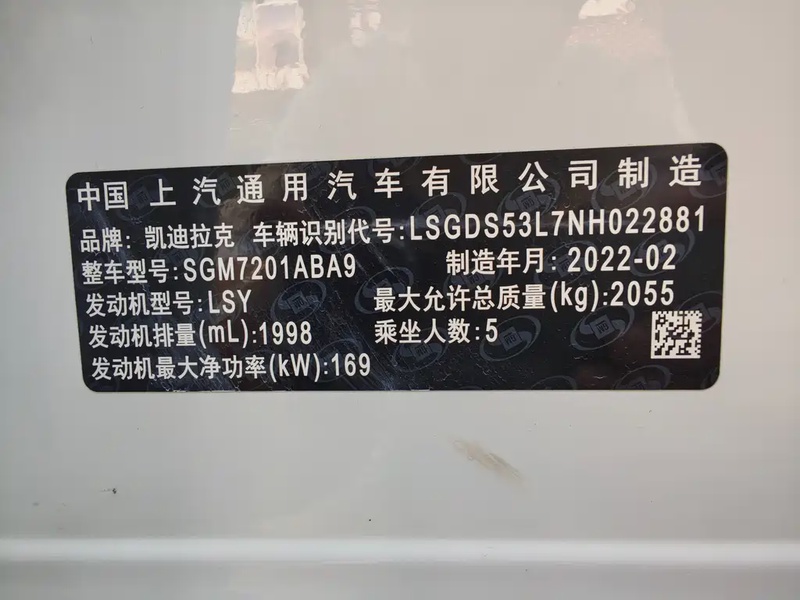 中国 上汽通用汽车有限公司制造
品牌: 凯迪拉克 车辆识别代号:LSGDS53L7NH022881
整车型号:SGM7201ABA9 制造年月: 2022-02
发动机型号:LSY 最大允许总质量(kg):2055
发动机排量(mL):1998 乘坐人数:5
发动机最大净功率(kW):169